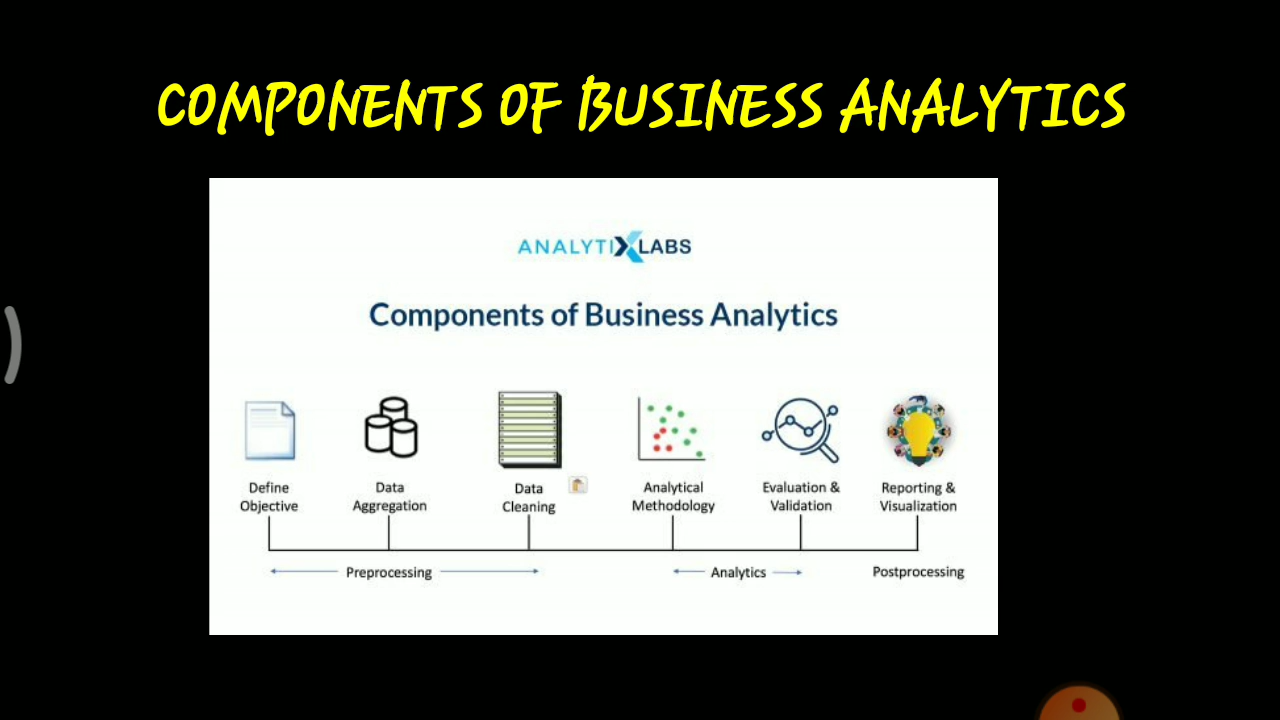 COMPONENTS OF BUSINESS ANALYTICS
ANALYTIXLABS
Components of Business Analytics
Define Objective
Data Aggregation
Data Cleaning
Analytical Methodology
Evaluation & Validation
Reporting & Visualization
Preprocessing
Analytics
Postprocessing